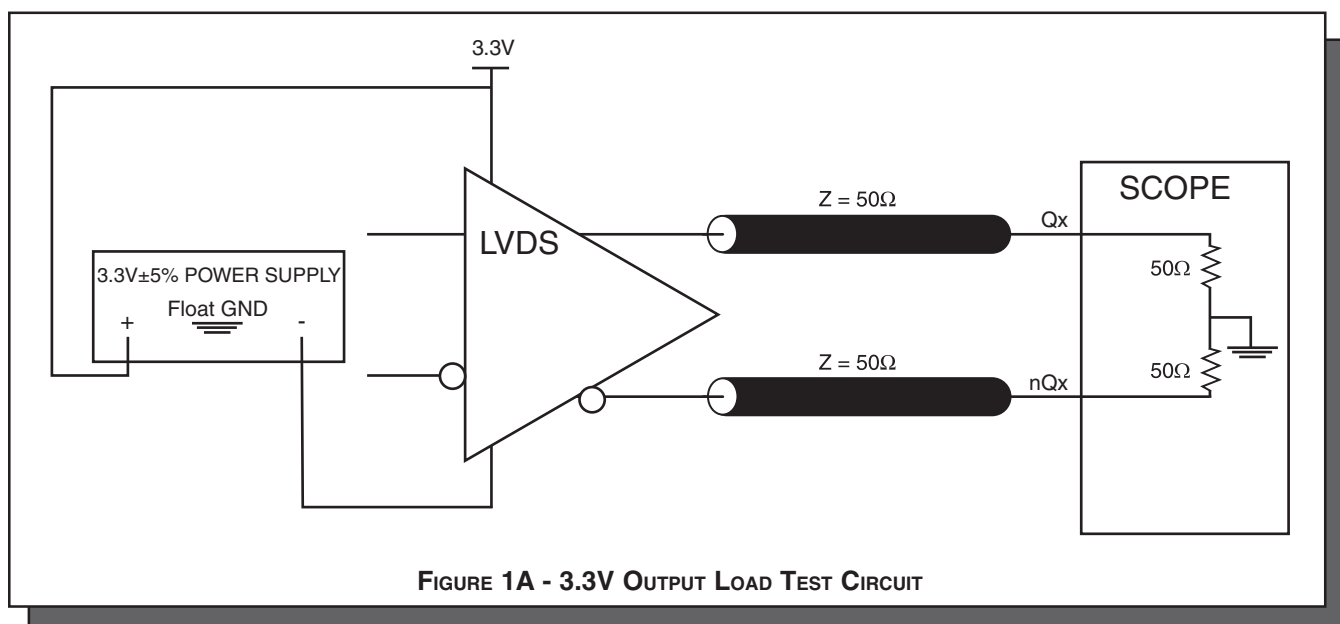 3.3V
SCOPE
Z = 50Ω
Qx
LVDS
50Ω
3.3V±5% POWER SUPPLY
Float GND
+ -
Z = 50Ω
nQx
50Ω
FIGURE 1A - 3.3V OUTPUT LOAD TEST CIRCUIT